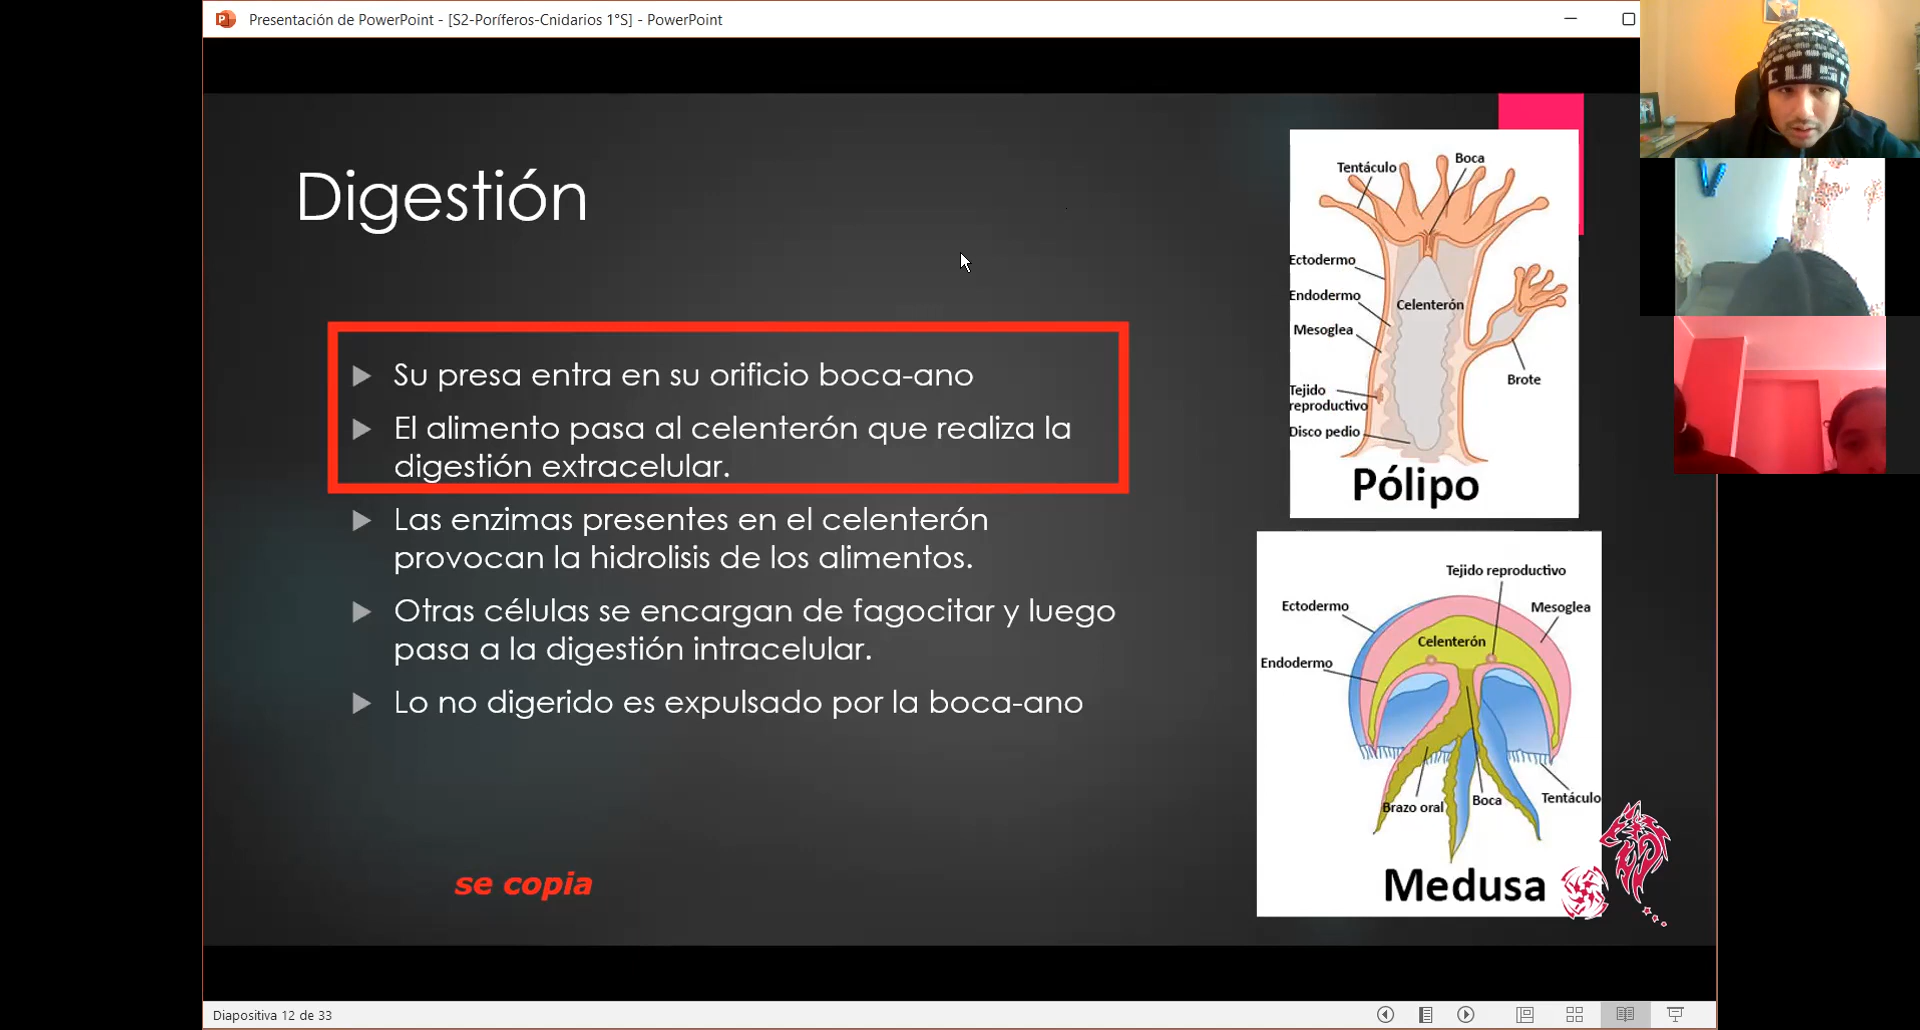 Presentación de PowerPoint - [S2-Poríferos-Cnidarios 1°S] - PowerPoint
CUSC
Digestión
Su presa entra en su orificio boca-ano
El alimento pasa al celenterón que realiza la
digestión extracelular.
Las enzimas presentes en el celenterón
provocan la hidrolisis de los alimentos.
Otras células se encargan de fagocitar y luego
pasa a la digestión intracelular.
Lo no digerido es expulsado por la boca-ano
se copia
Boca
Tentáculo
Ectodermo
Endodermo
Celenterón
Mesoglea
Brote
Tejido
reproductivo
Disco pedio
Pólipo
Tejido reproductivo
Ectodermo
Mesoglea
Celenterón
Endodermo
Brazo oral
Boca
Tentáculo
Medusa
Diapositiva 12 de 33